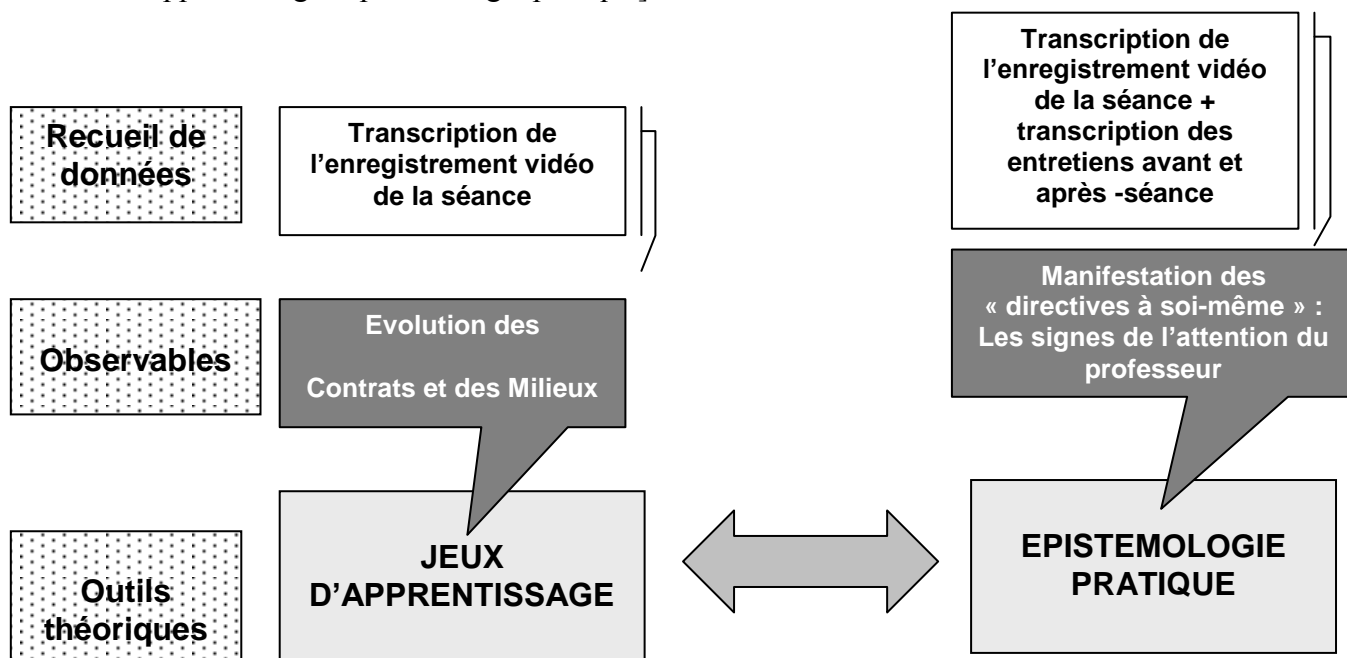 Transcription de
l'enregistrement vidéo
de la séance +
transcription des
entretiens avant et
après -séance
Recueil de
données
Transcription de
l'enregistrement vidéo
de la séance
Manifestation des
« directives à soi-même » :
Les signes de l'attention du
professeur
Observables
Evolution des
Contrats et des Milieux
Outils
théoriques
JEUX
D'APPRENTISSAGE
EPISTEMOLOGIE
PRATIQUE